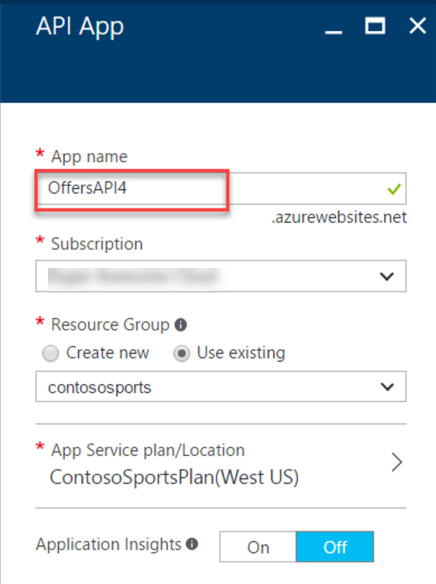 API App
* App name
OffersAPI4
.azurewebsites.net
* Subscription
* Resource Group
Create new Use existing
contososports
* App Service plan/Location
ContosoSportsPlan(West US)
Application Insights On Off